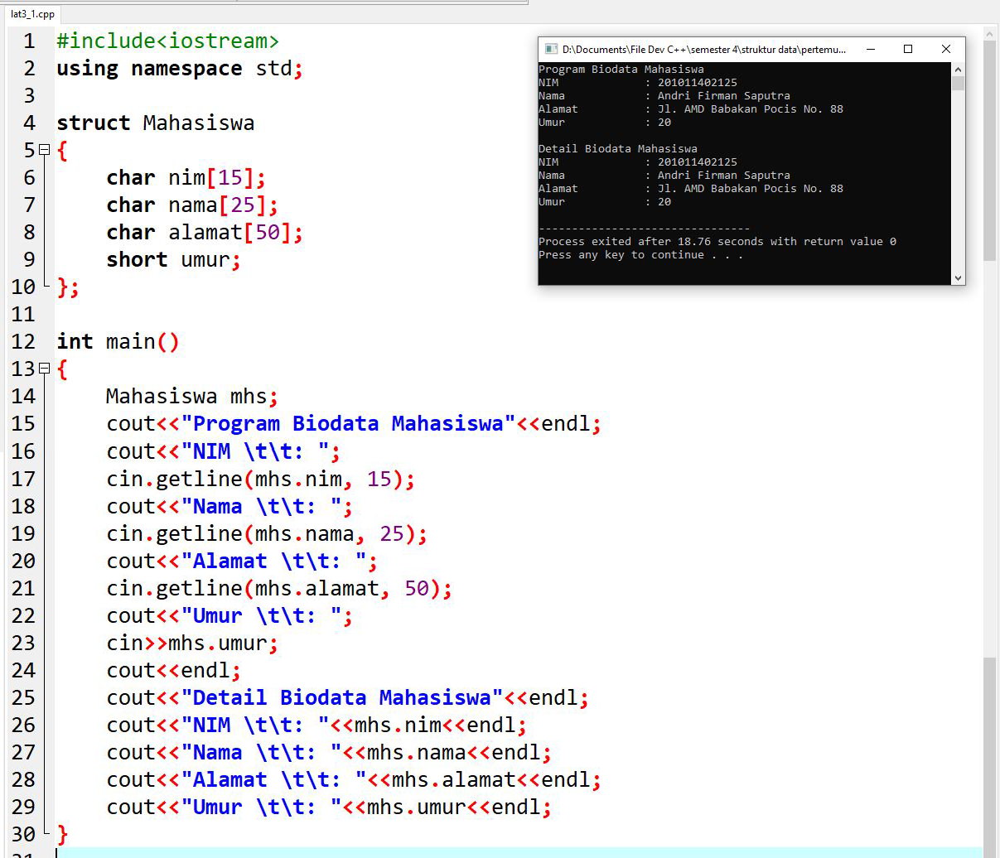 lat3_1.cpp
1 #include<iostream>
2 using namespace std;
3
4 struct Mahasiswa
5 {
6 char nim[15];
7 char nama[25];
8 char alamat[50];
9 short umur;
10 };
11
12 int main()
13 {
14 Mahasiswa mhs;
15 cout<<"Program Biodata Mahasiswa"<<endl;
16 cout<<"NIM \t\t: ";
17 cin.getline(mhs.nim, 15);
18 cout<<"Nama \t\t: ";
19 cin.getline(mhs.nama, 25);
20 cout<<"Alamat \t\t: ";
21 cin.getline(mhs.alamat, 50);
22 cout<<"Umur \t\t: ";
23 cin>>mhs.umur;
24 cout<<endl;
25 cout<<"Detail Biodata Mahasiswa"<<endl;
26 cout<<"NIM \t\t: "<<mhs.nim<<endl;
27 cout<<"Nama \t\t: "<<mhs.nama<<endl;
28 cout<<"Alamat \t\t: "<<mhs.alamat<<endl;
29 cout<<"Umur \t\t: "<<mhs.umur<<endl;
30 }
D:\Documents\File Dev C++\semester 4\struktur data\pertemu...
Program Biodata Mahasiswa
NIM : 201011402125
Nama : Andri Firman Saputra
Alamat : Jl. AMD Babakan Pocis No. 88
Umur : 20
Detail Biodata Mahasiswa
NIM : 201011402125
Nama : Andri Firman Saputra
Alamat : Jl. AMD Babakan Pocis No. 88
Umur : 20
--------------------------------
Process exited after 18.76 seconds with return value 0
Press any key to continue . . .